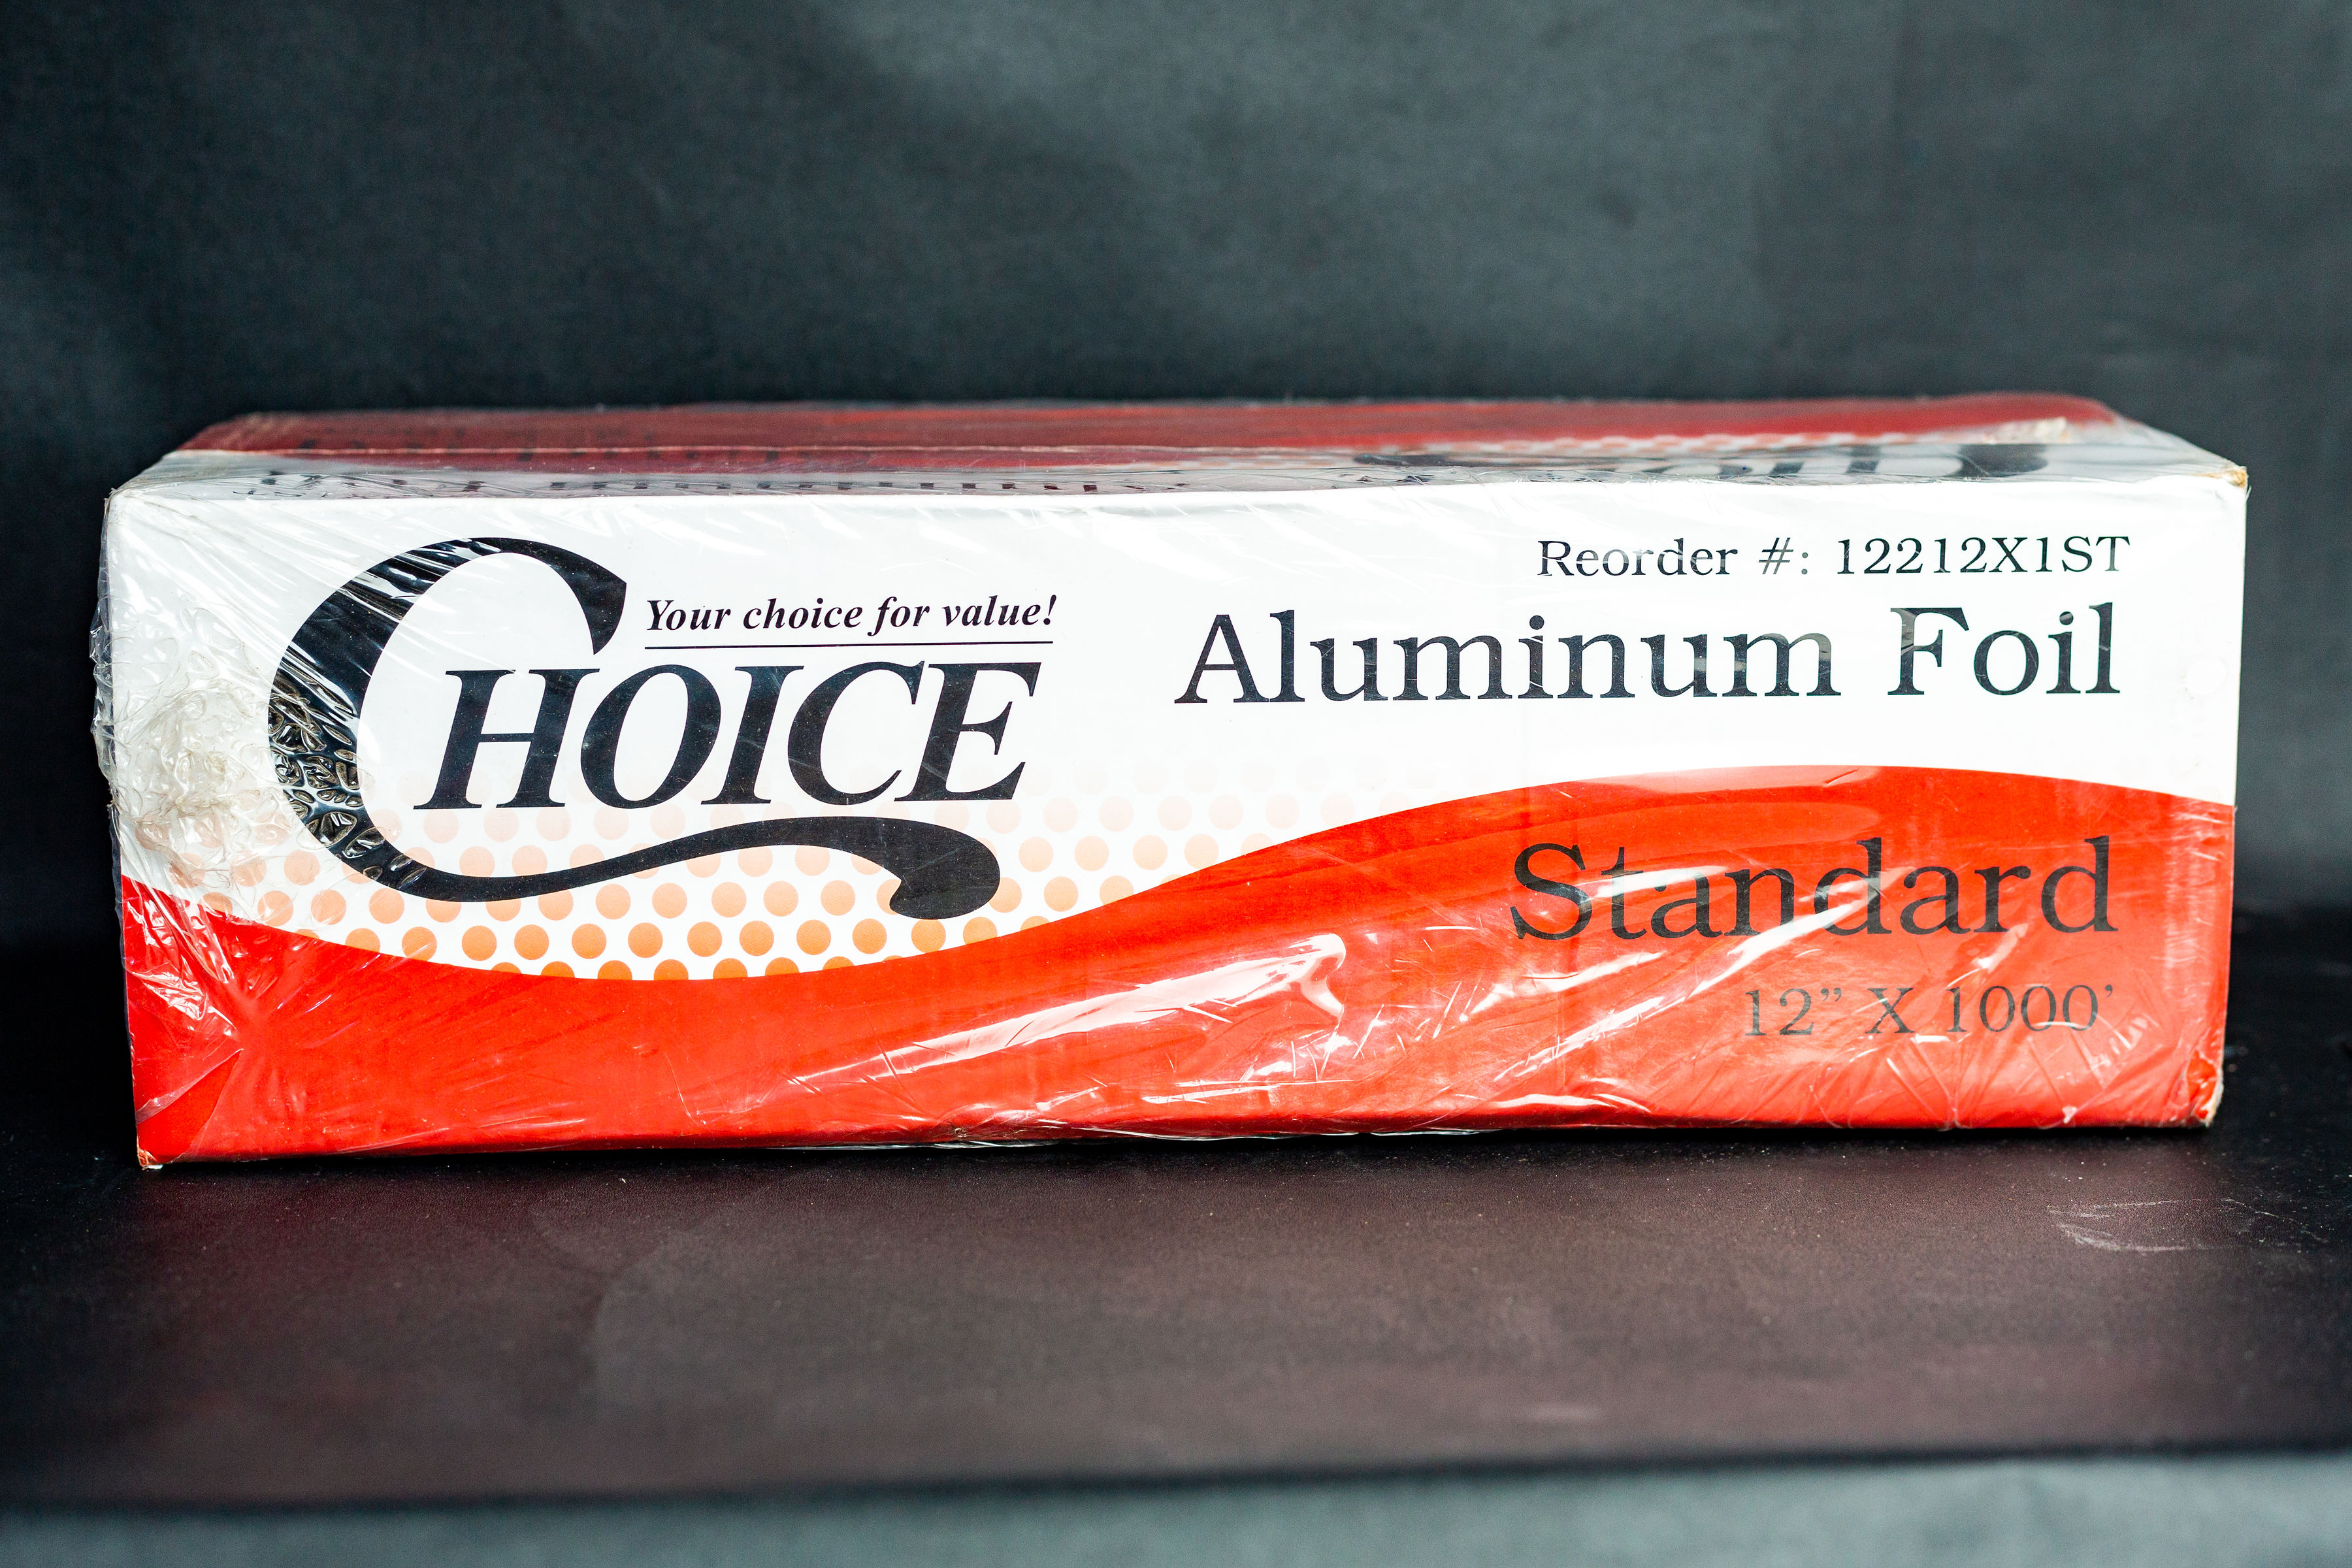 Your choice for value!
CHOICE
Reorder #: 12212X1ST
Aluminum Foil
Standard
12” X 1000’